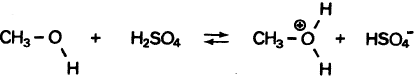 CH₃–O–H + H₂SO₄ ⇌ CH₃–O⊕(H)–H + HSO₄⁻